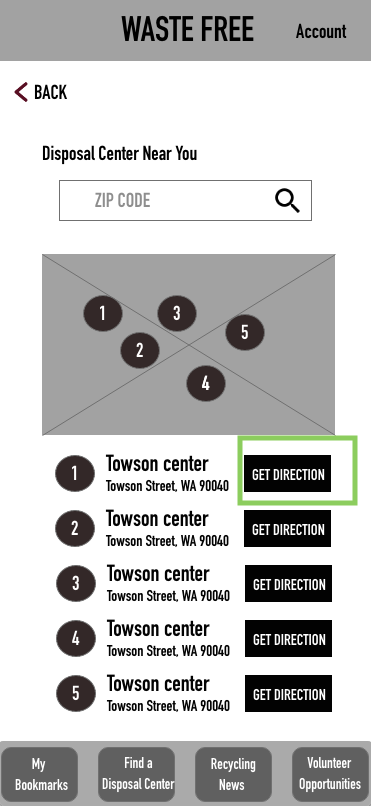 WASTE FREE Account
BACK
Disposal Center Near You
ZIP CODE
1
3
5
2
4
1 Towson center
Towson Street, WA 90040
GET DIRECTION
2 Towson center
Towson Street, WA 90040
GET DIRECTION
3 Towson center
Towson Street, WA 90040
GET DIRECTION
4 Towson center
Towson Street, WA 90040
GET DIRECTION
5 Towson center
Towson Street, WA 90040
GET DIRECTION
My
Bookmarks
Find a
Disposal Center
Recycling
News
Volunteer
Opportunities